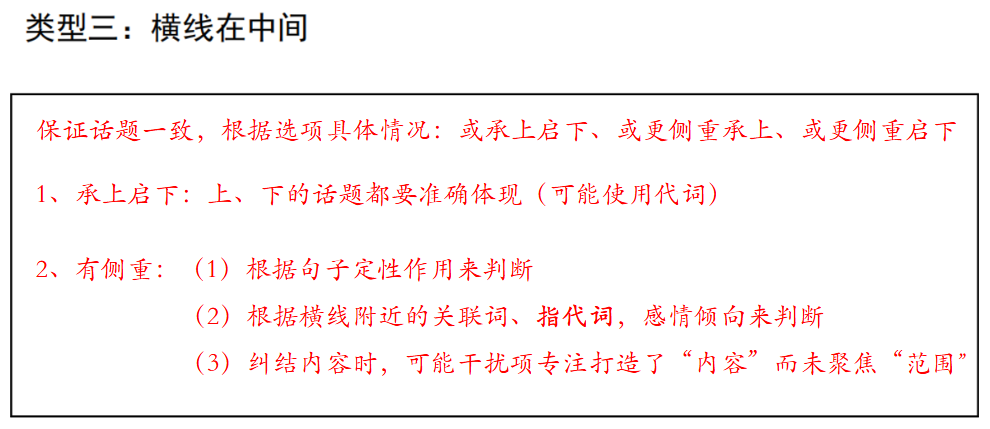 类型三：横线在中间
保证话题一致，根据选项具体情况：或承上启下、或更侧重承上、或更侧重启下
1、承上启下：上、下的话题都要准确体现（可能使用代词）
2、有侧重：（1）根据句子定性作用来判断
（2）根据横线附近的关联词、指代词，感情倾向来判断
（3）纠结内容时，可能干扰项专注打造了“内容”而未聚焦“范围”